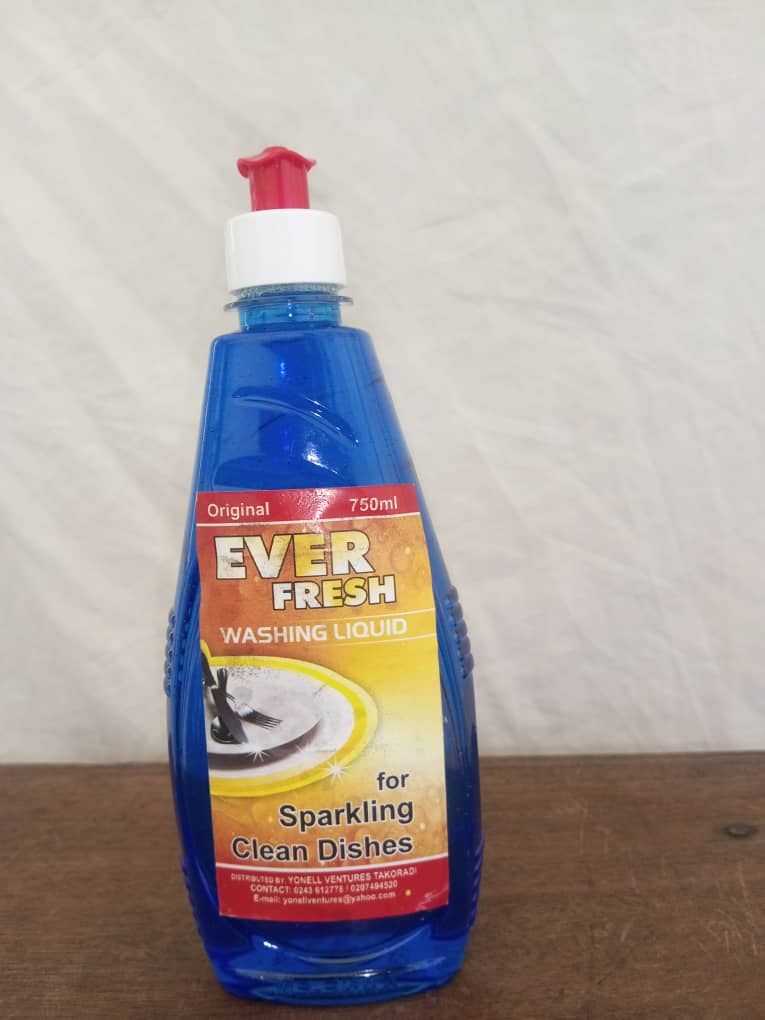 Original 750ml
EVER
FRESH
WASHING LIQUID
for
Sparkling
Clean Dishes
DISTRIBUTED BY: YONELL VENTURES TAKORADI
CONTACT: 0243 612778 / 0207494520
E-mail: yonellventures@yahoo.com